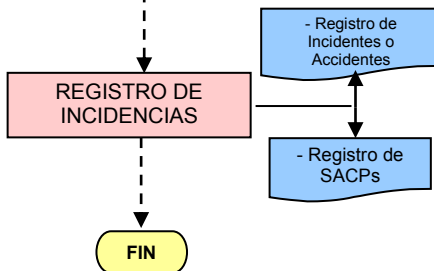 - Registro de
Incidentes o
Accidentes
REGISTRO DE
INCIDENCIAS
- Registro de
SACPs
FIN